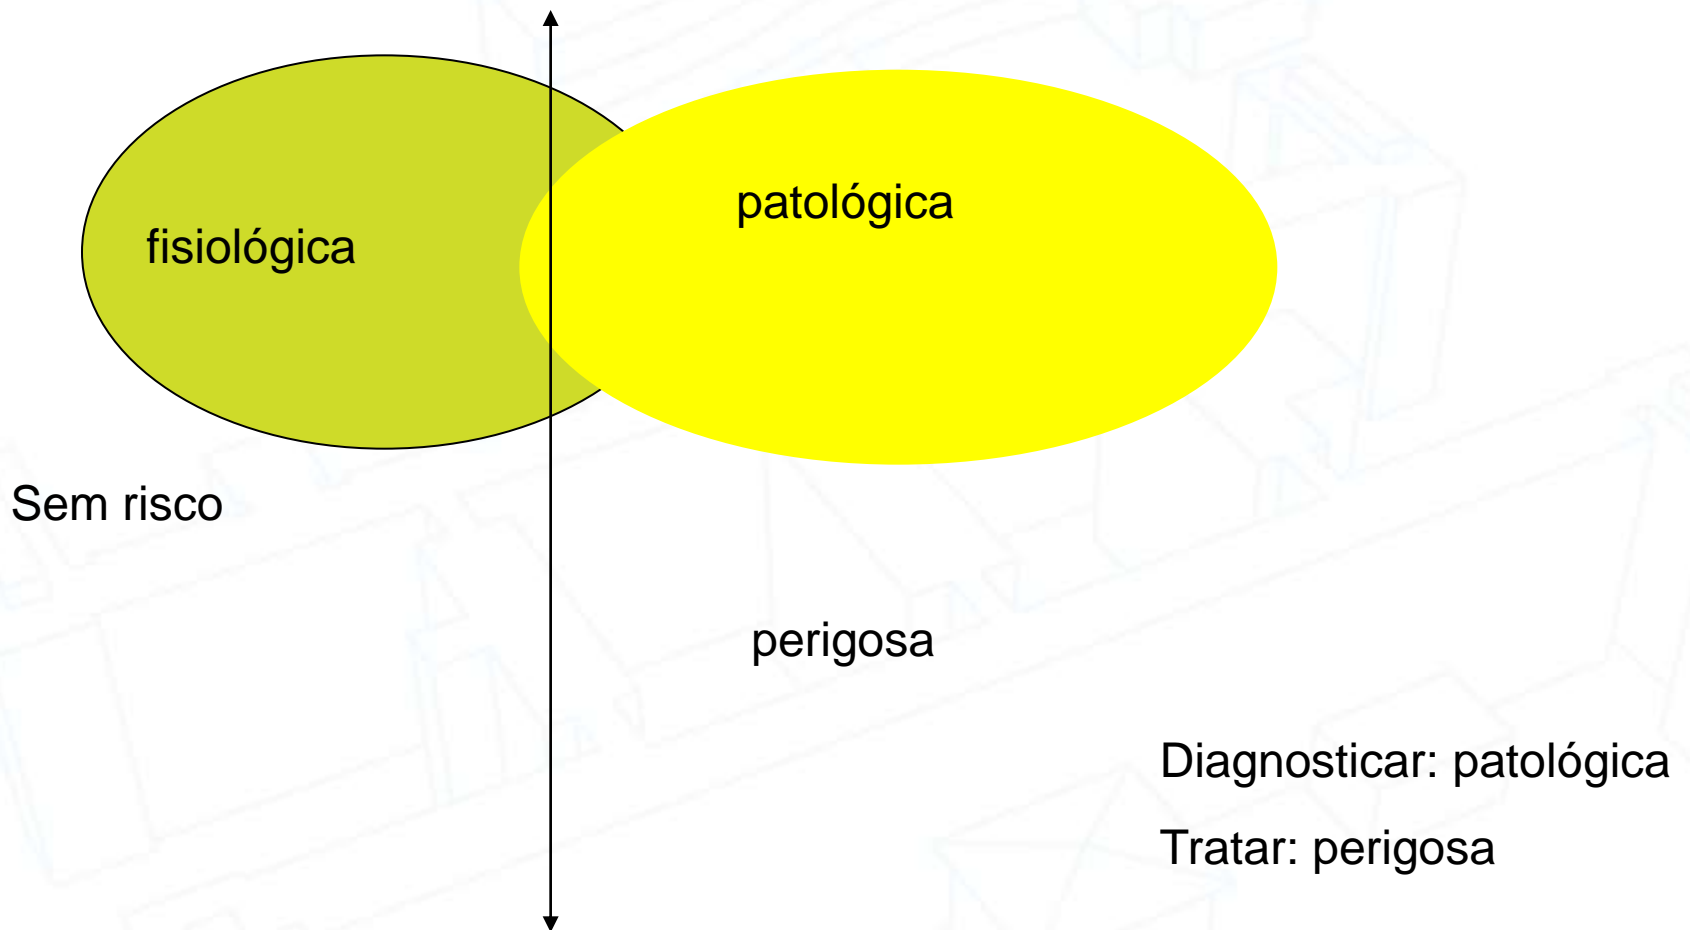 patológica
fisiológica
Sem risco
perigosa
Diagnosticar: patológica
Tratar: perigosa